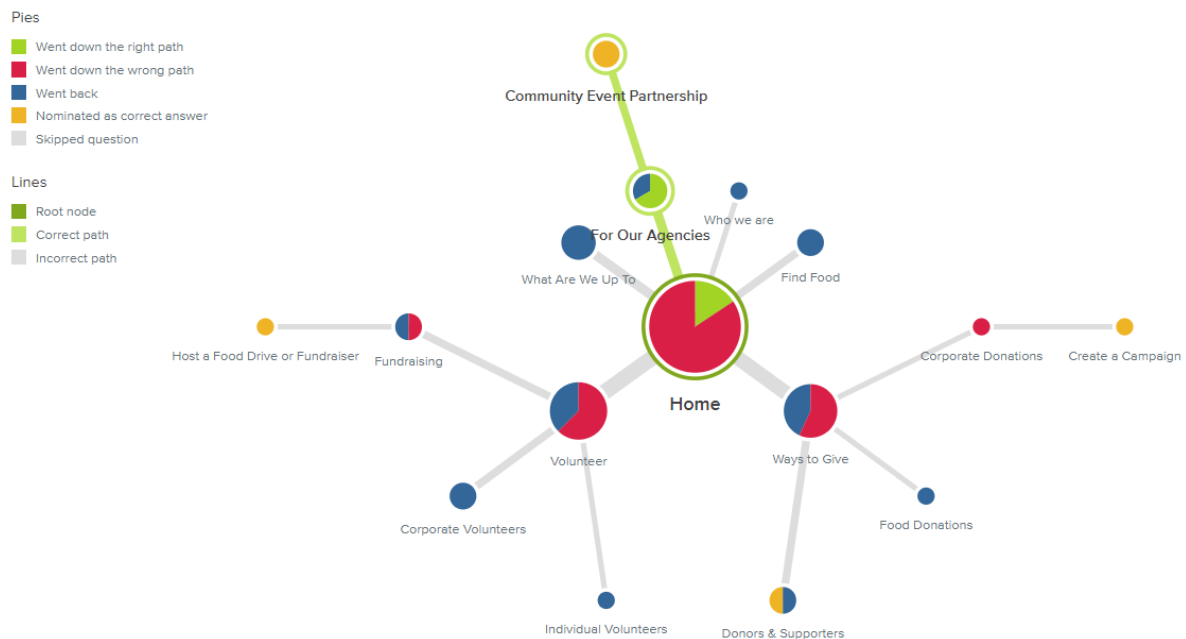 Pies
Went down the right path
Went down the wrong path
Went back
Nominated as correct answer
Skipped question
Lines
Root node
Correct path
Incorrect path
Community Event Partnership
Who we are
For Our Agencies
What Are We Up To
Find Food
Host a Food Drive or Fundraiser
Fundraising
Corporate Donations
Create a Campaign
Home
Volunteer
Ways to Give
Corporate Volunteers
Food Donations
Individual Volunteers
Donors & Supporters